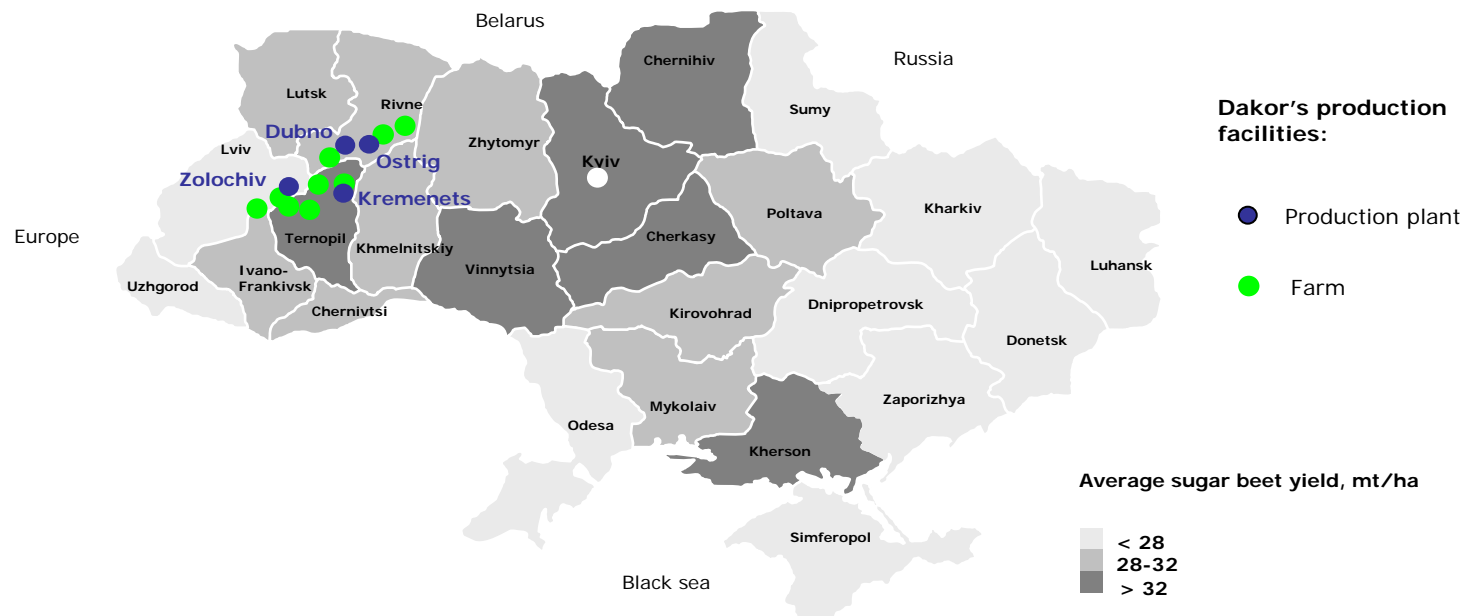 Belarus
Russia
Chernihiv
Lutsk
Rivne
Sumy
Dakor's production
facilities:
Dubno
Lviv
Zhytomyr
Kviv
Ostrig
Zolochiv
Kremenets
Poltava
Kharkiv
Production plant
Europe
Ternopil
Khmelnitskiy
Cherkasy
Vinnytsia
Luhansk
Uzhgorod
Ivano-
Frankivsk
Chernivtsi
Kirovohrad
Dnipropetrovsk
Farm
Donetsk
Mykolaiv
Zaporizhya
Odesa
Kherson
Average sugar beet yield, mt/ha
Simferopol
< 28
28-32
> 32
Black sea